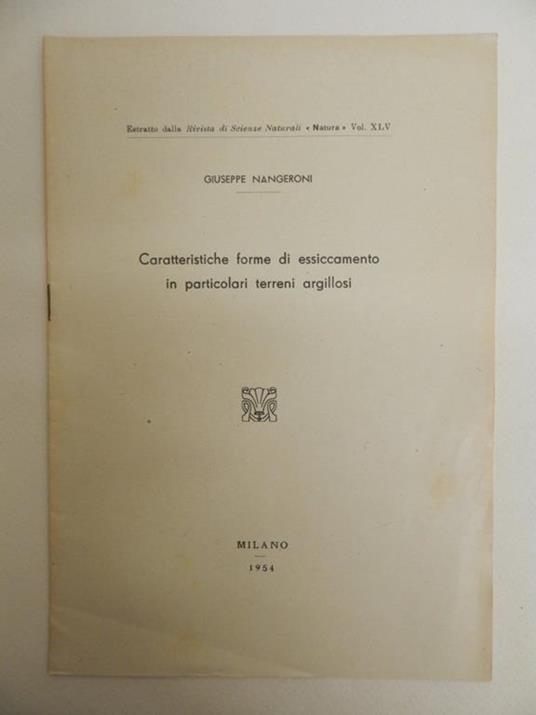 Estratto dalla Rivista di Scienze Naturali « Natura » Vol. XLV
GIUSEPPE NANGERONI
Caratteristiche forme di essiccamento
in particolari terreni argillosi
MILANO
1954